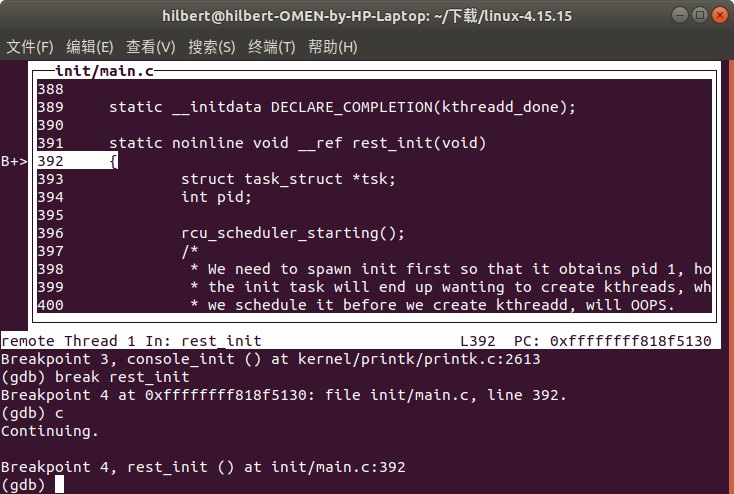 hilbert@hilbert-OMEN-by-HP-Laptop: ~/下载/linux-4.15.15
文件(F) 编辑(E) 查看(V) 搜索(S) 终端(T) 帮助(H)
init/main.c
388
389 static __initdata DECLARE_COMPLETION(kthreadd_done);
390
391 static noinline void __ref rest_init(void)
B+> 392 {
393 struct task_struct *tsk;
394 int pid;
395
396 rcu_scheduler_starting();
397 /*
398 * We need to spawn init first so that it obtains pid 1, ho
399 * the init task will end up wanting to create kthreads, wh
400 * we schedule it before we create kthreadd, will OOPS.
remote Thread 1 In: rest_init L392 PC: 0xffffffff818f5130
Breakpoint 3, console_init () at kernel/printk/printk.c:2613
(gdb) break rest_init
Breakpoint 4 at 0xffffffff818f5130: file init/main.c, line 392.
(gdb) c
Continuing.
Breakpoint 4, rest_init () at init/main.c:392
(gdb)